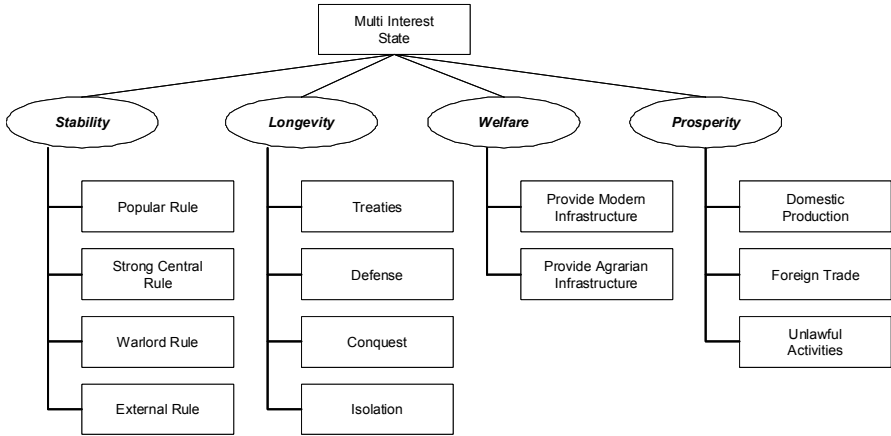 Multi Interest
State
Stability
Longevity
Welfare
Prosperity
Popular Rule
Strong Central
Rule
Warlord Rule
External Rule
Treaties
Defense
Conquest
Isolation
Provide Modern
Infrastructure
Provide Agrarian
Infrastructure
Domestic
Production
Foreign Trade
Unlawful
Activities